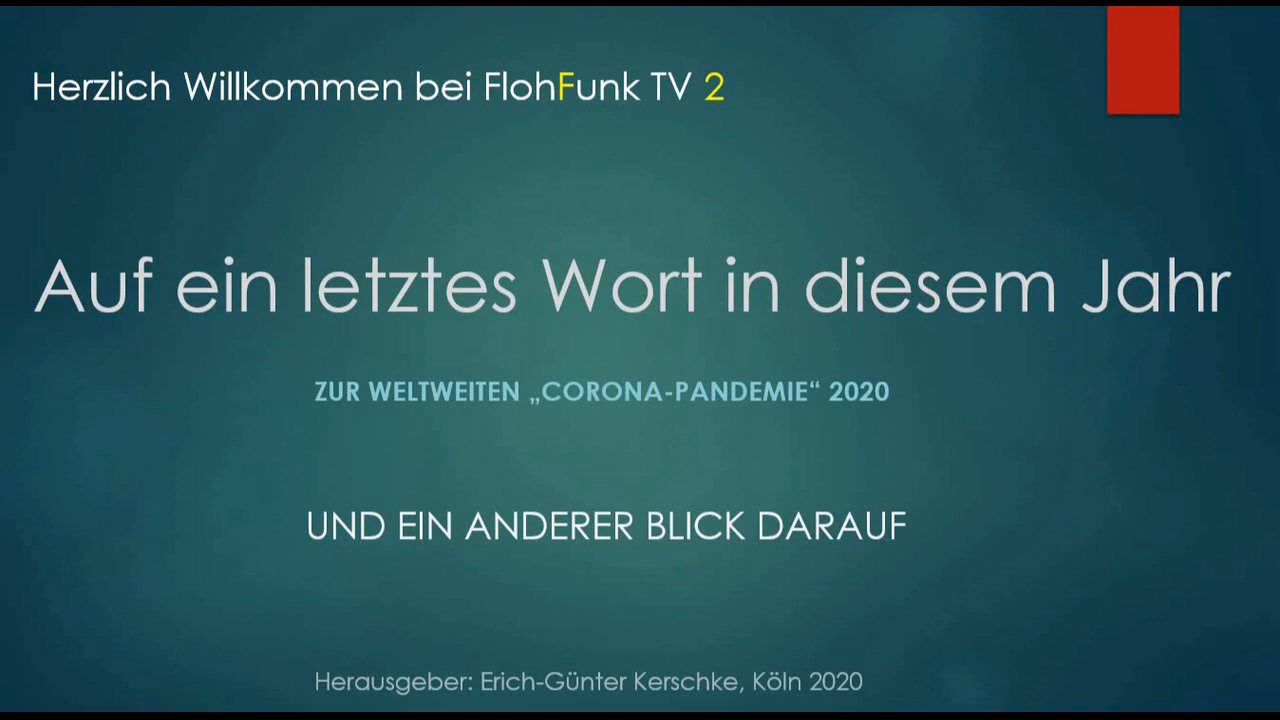 Herzlich Willkommen bei FlohFunk TV 2
Auf ein letztes Wort in diesem Jahr
ZUR WELTWEITEN „CORONA-PANDEMIE“ 2020
UND EIN ANDERER BLICK DARAUF
Herausgeber: Erich-Günter Kerschke, Köln 2020